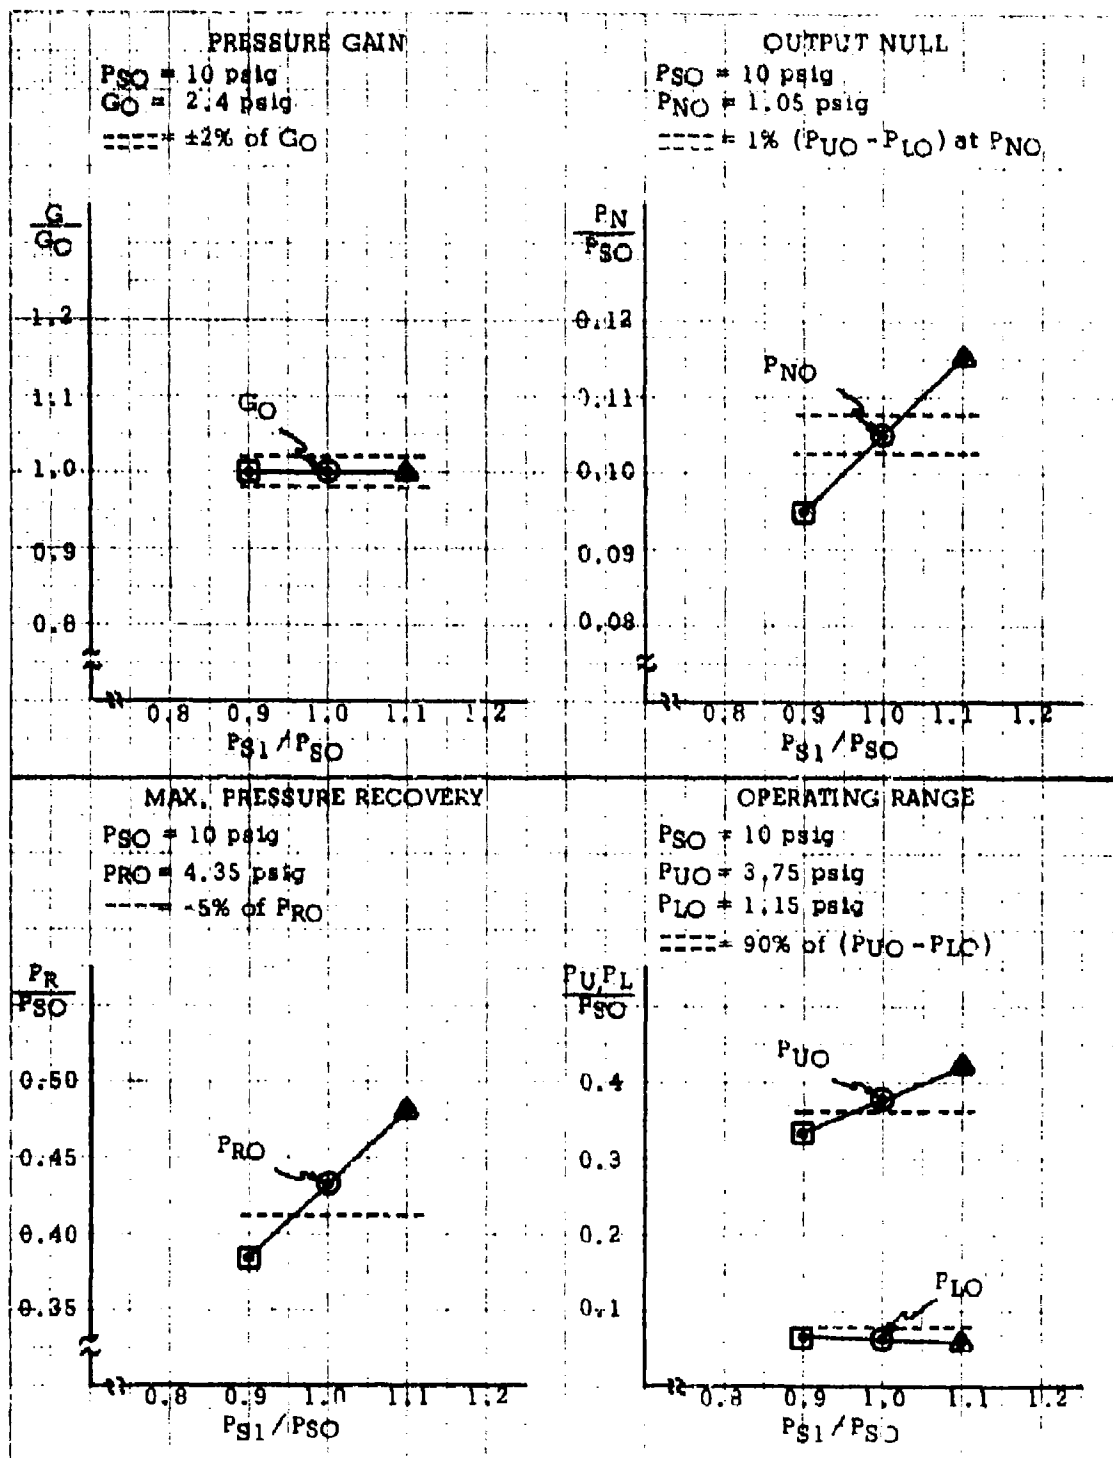 PRESSURE GAIN
PSO = 10 psig
GO = 2.4 psig
==== = ±2% of GO
G
GO
1.2
1.1
1.0
0.9
0.8
GO
0.8 0.9 1.0 1.1 1.2
PS1/PSO
OUTPUT NULL
PSO = 10 psig
PNO = 1.05 psig
==== = 1% (PUO - PLO) at PNO
PN
PSO
0.12
0.11
0.10
0.09
0.08
PNO
0.8 0.9 1.0 1.1 1.2
PS1/PSO
MAX. PRESSURE RECOVERY
PSO = 10 psig
PRO = 4.35 psig
---- = -5% of PRO
PR
PSO
0.50
0.45
0.40
0.35
PRO
0.8 0.9 1.0 1.1 1.2
PS1/PSO
OPERATING RANGE
PSO = 10 psig
PUO = 3.75 psig
PLO = 1.15 psig
==== = 90% of (PUO - PLO)
PU,PL
PSO
0.4
0.3
0.2
0.1
PUO
PLO
0.8 0.9 1.0 1.1 1.2
PS1/PSO